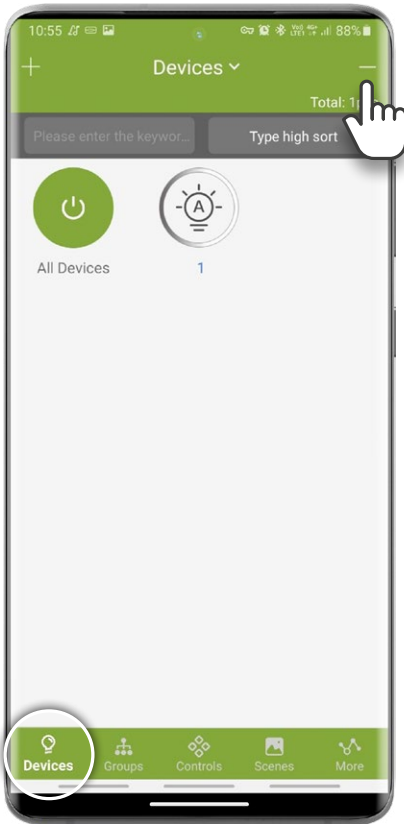 10:55 88%
Devices
Total: 1
Please enter the keywor...
Type high sort
A
All Devices
1
Devices
Groups
Controls
Scenes
More